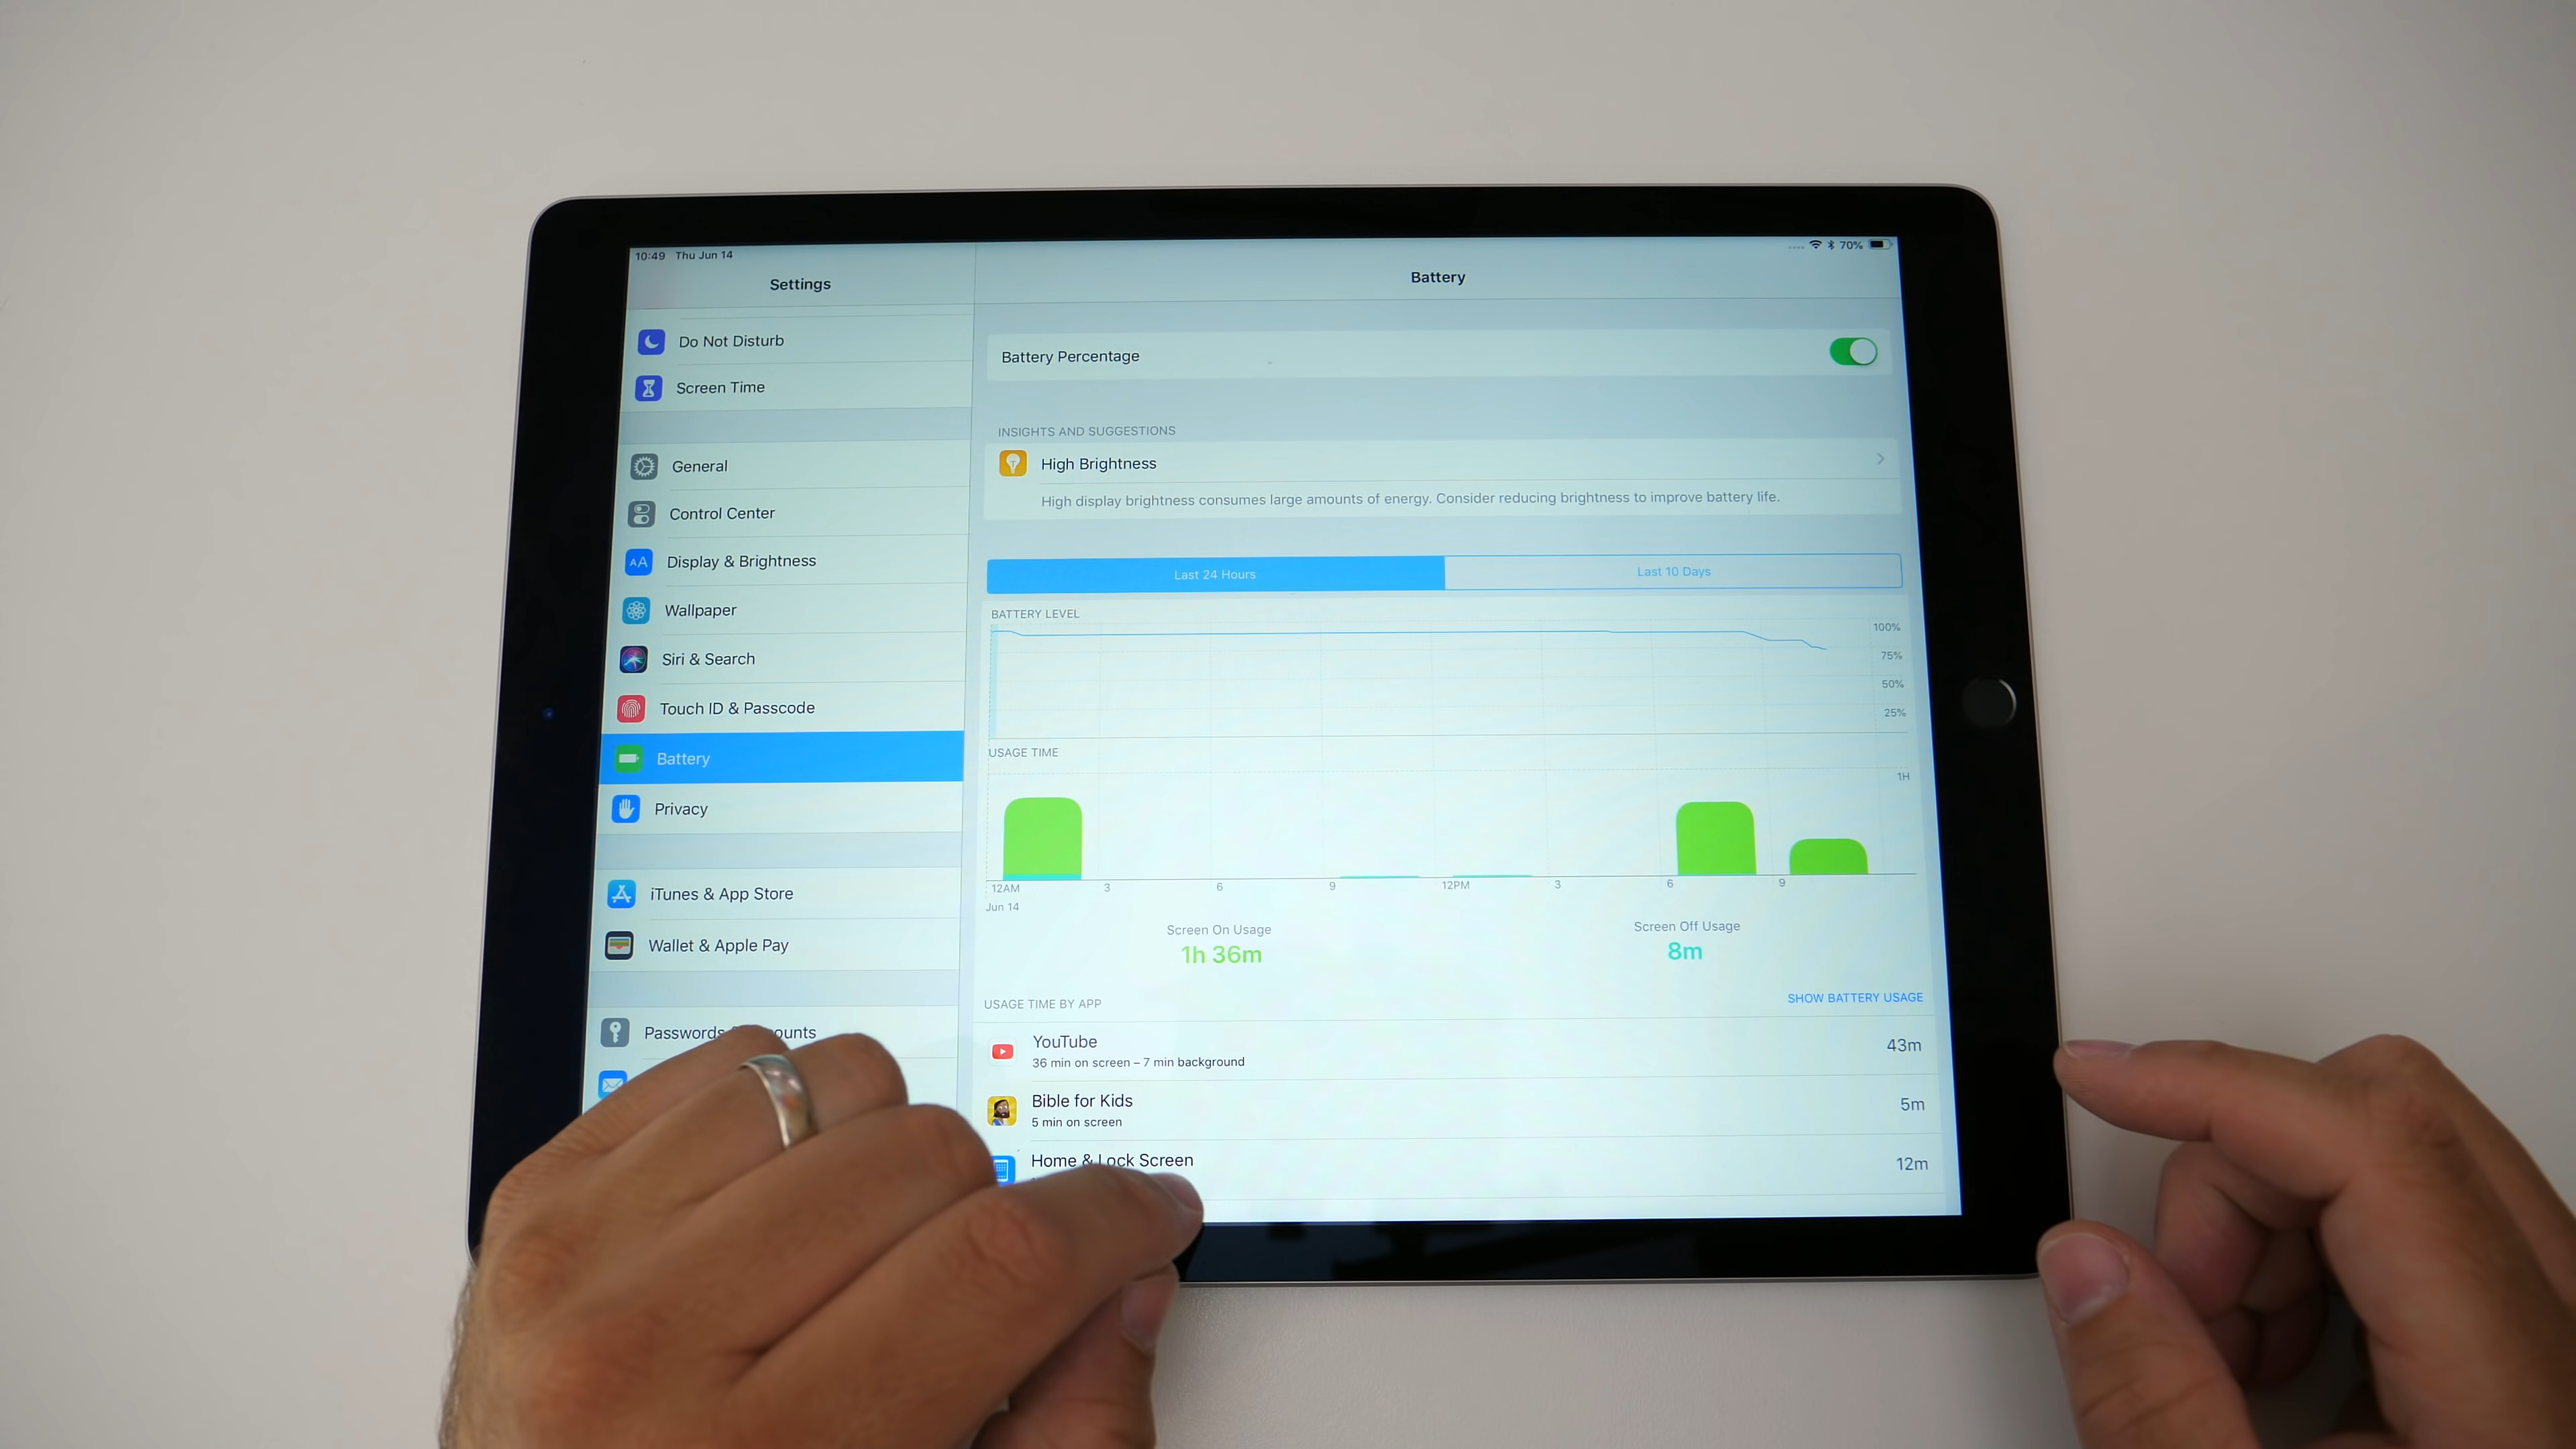 10:49 Thu Jun 14
70%
Settings
Battery
Do Not Disturb
Screen Time
General
Control Center
AA Display & Brightness
Wallpaper
Siri & Search
Touch ID & Passcode
Battery
Privacy
iTunes & App Store
Wallet & Apple Pay
Passwords ounts
Battery Percentage
INSIGHTS AND SUGGESTIONS
High Brightness
High display brightness consumes large amounts of energy. Consider reducing brightness to improve battery life.
Last 24 Hours Last 10 Days
BATTERY LEVEL
100%
75%
50%
25%
USAGE TIME
1H
12AM 3 6 9 12PM 3 6 9
Jun 14
Screen On Usage Screen Off Usage
1h 36m 8m
USAGE TIME BY APP SHOW BATTERY USAGE
YouTube 43m
36 min on screen – 7 min background
Bible for Kids 5m
5 min on screen
Home & Lock Screen 12m